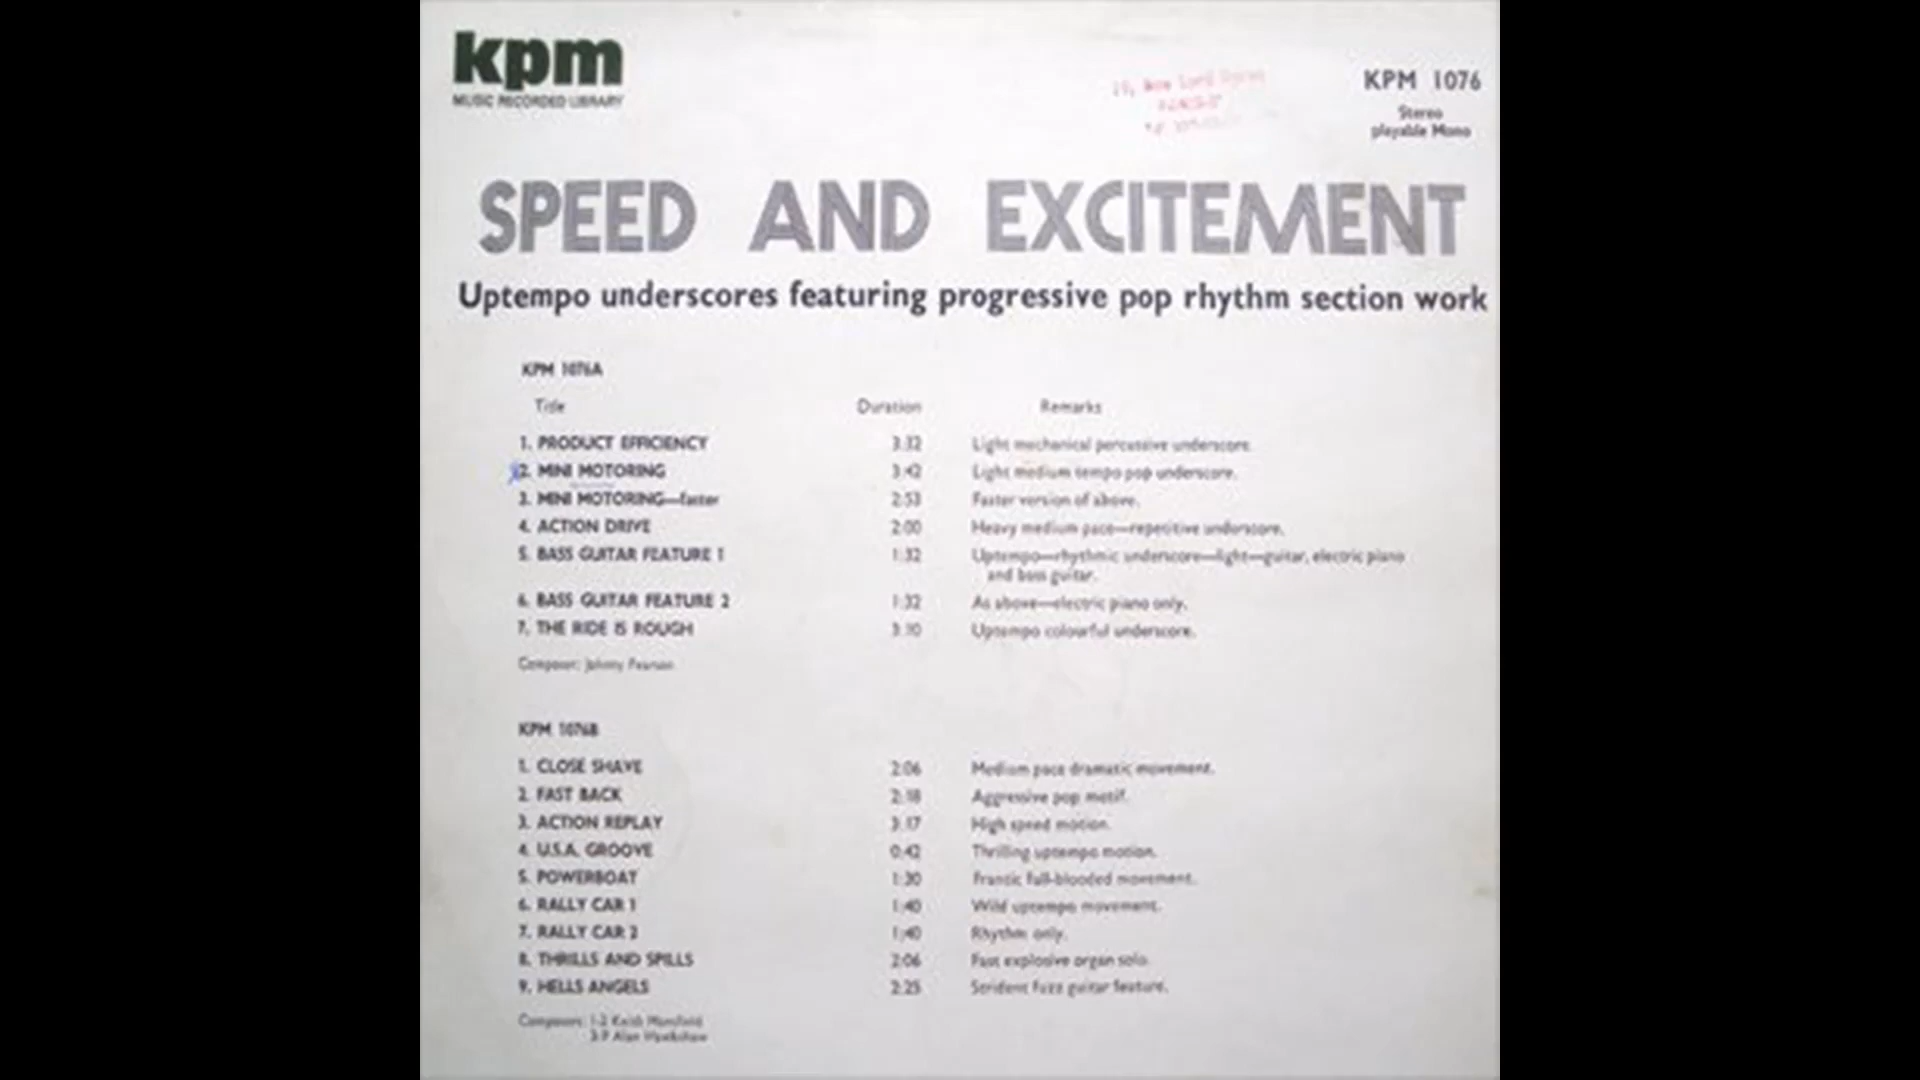 kpm
MUSIC RECORDED LIBRARY
KPM 1076
Stereo
playable Mono
SPEED AND EXCITEMENT
Uptempo underscores featuring progressive pop rhythm section work
KPM 1076A
Title Duration Remarks
1. PRODUCT EFFICIENCY 3:32 Light mechanical percussive underscore.
2. MINI MOTORING 3:42 Light medium tempo pop underscore.
3. MINI MOTORING—faster 2:53 Faster version of above.
4. ACTION DRIVE 2:00 Heavy medium pace—repetitive underscore.
5. BASS GUITAR FEATURE 1 1:32 Uptempo—rhythmic underscore—light—guitar, electric piano
and bass guitar.
6. BASS GUITAR FEATURE 2 1:32 As above—electric piano only.
7. THE RIDE IS ROUGH 3:10 Uptempo colourful underscore.
Composer: Johnny Pearson
KPM 1076B
1. CLOSE SHAVE 2:06 Medium pace dramatic movement.
2. FAST BACK 2:18 Aggressive pop motif.
3. ACTION REPLAY 3:17 High speed motion.
4. U.S.A. GROOVE 0:42 Thrilling uptempo motion.
5. POWERBOAT 1:30 Frantic full-blooded movement.
6. RALLY CAR 1 1:40 Wild uptempo movement.
7. RALLY CAR 2 1:40 Rhythm only.
8. THRILLS AND SPILLS 2:06 Fast explosive organ solo.
9. HELLS ANGELS 2:25 Strident fuzz guitar feature.
Composers: 1-2 Keith Mansfield
3-9 Alan Hawkshaw